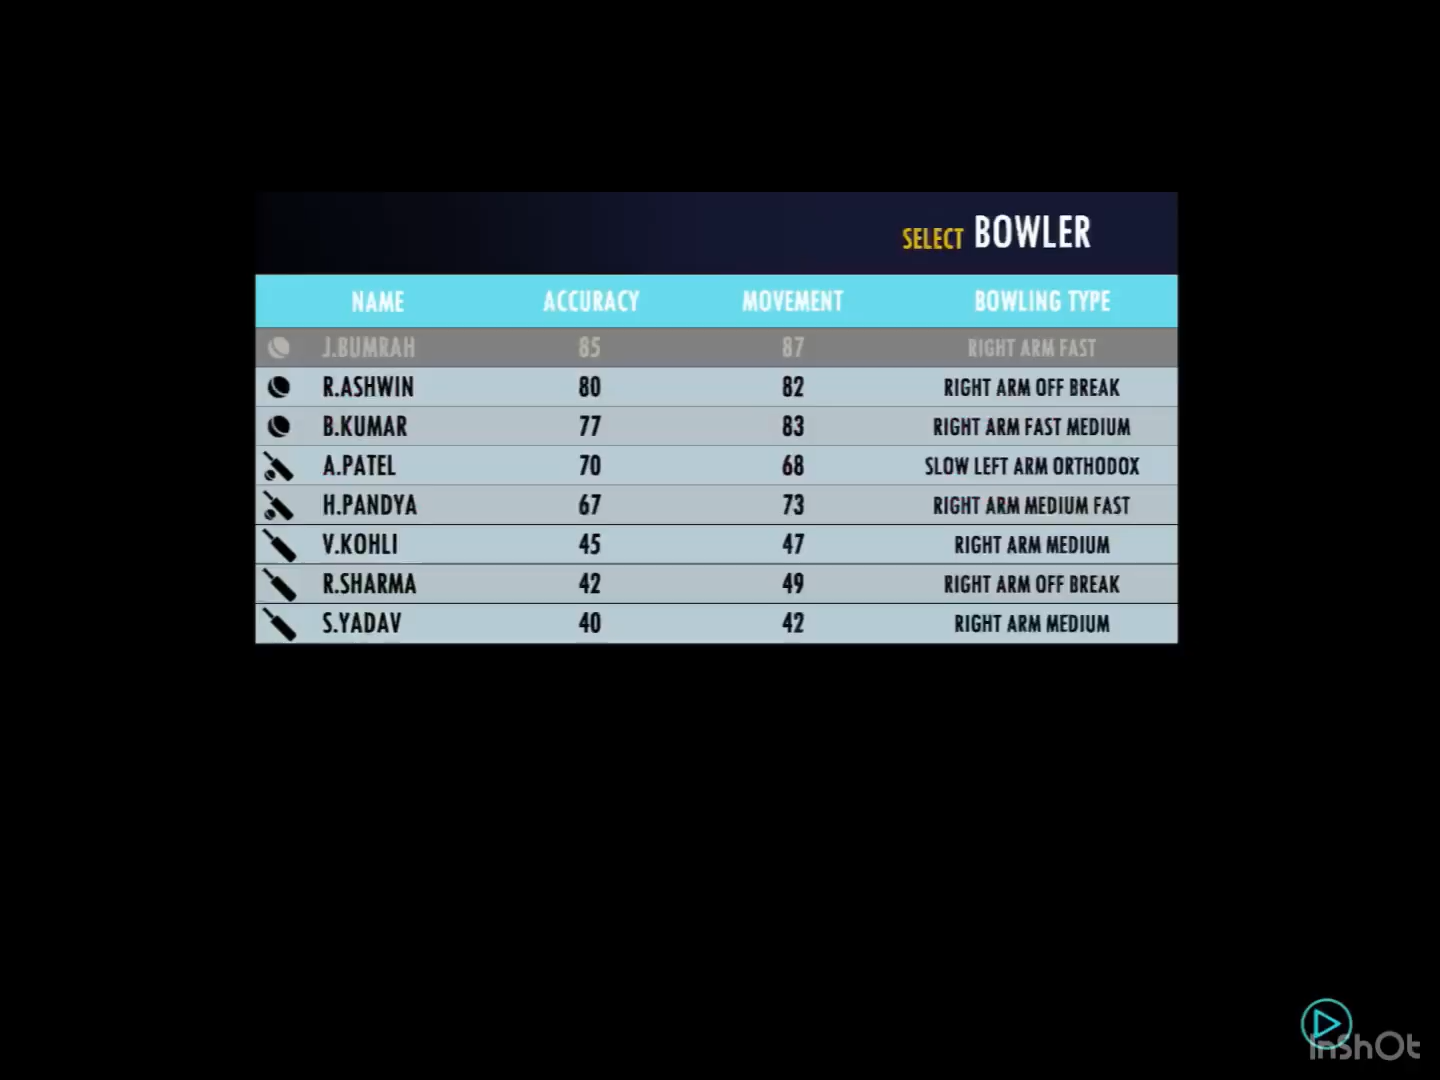 SELECT BOWLER
NAME ACCURACY MOVEMENT BOWLING TYPE
J.BUMRAH 85 87 RIGHT ARM FAST
R.ASHWIN 80 82 RIGHT ARM OFF BREAK
B.KUMAR 77 83 RIGHT ARM FAST MEDIUM
A.PATEL 70 68 SLOW LEFT ARM ORTHODOX
H.PANDYA 67 73 RIGHT ARM MEDIUM FAST
V.KOHLI 45 47 RIGHT ARM MEDIUM
R.SHARMA 42 49 RIGHT ARM OFF BREAK
S.YADAV 40 42 RIGHT ARM MEDIUM
InshOt